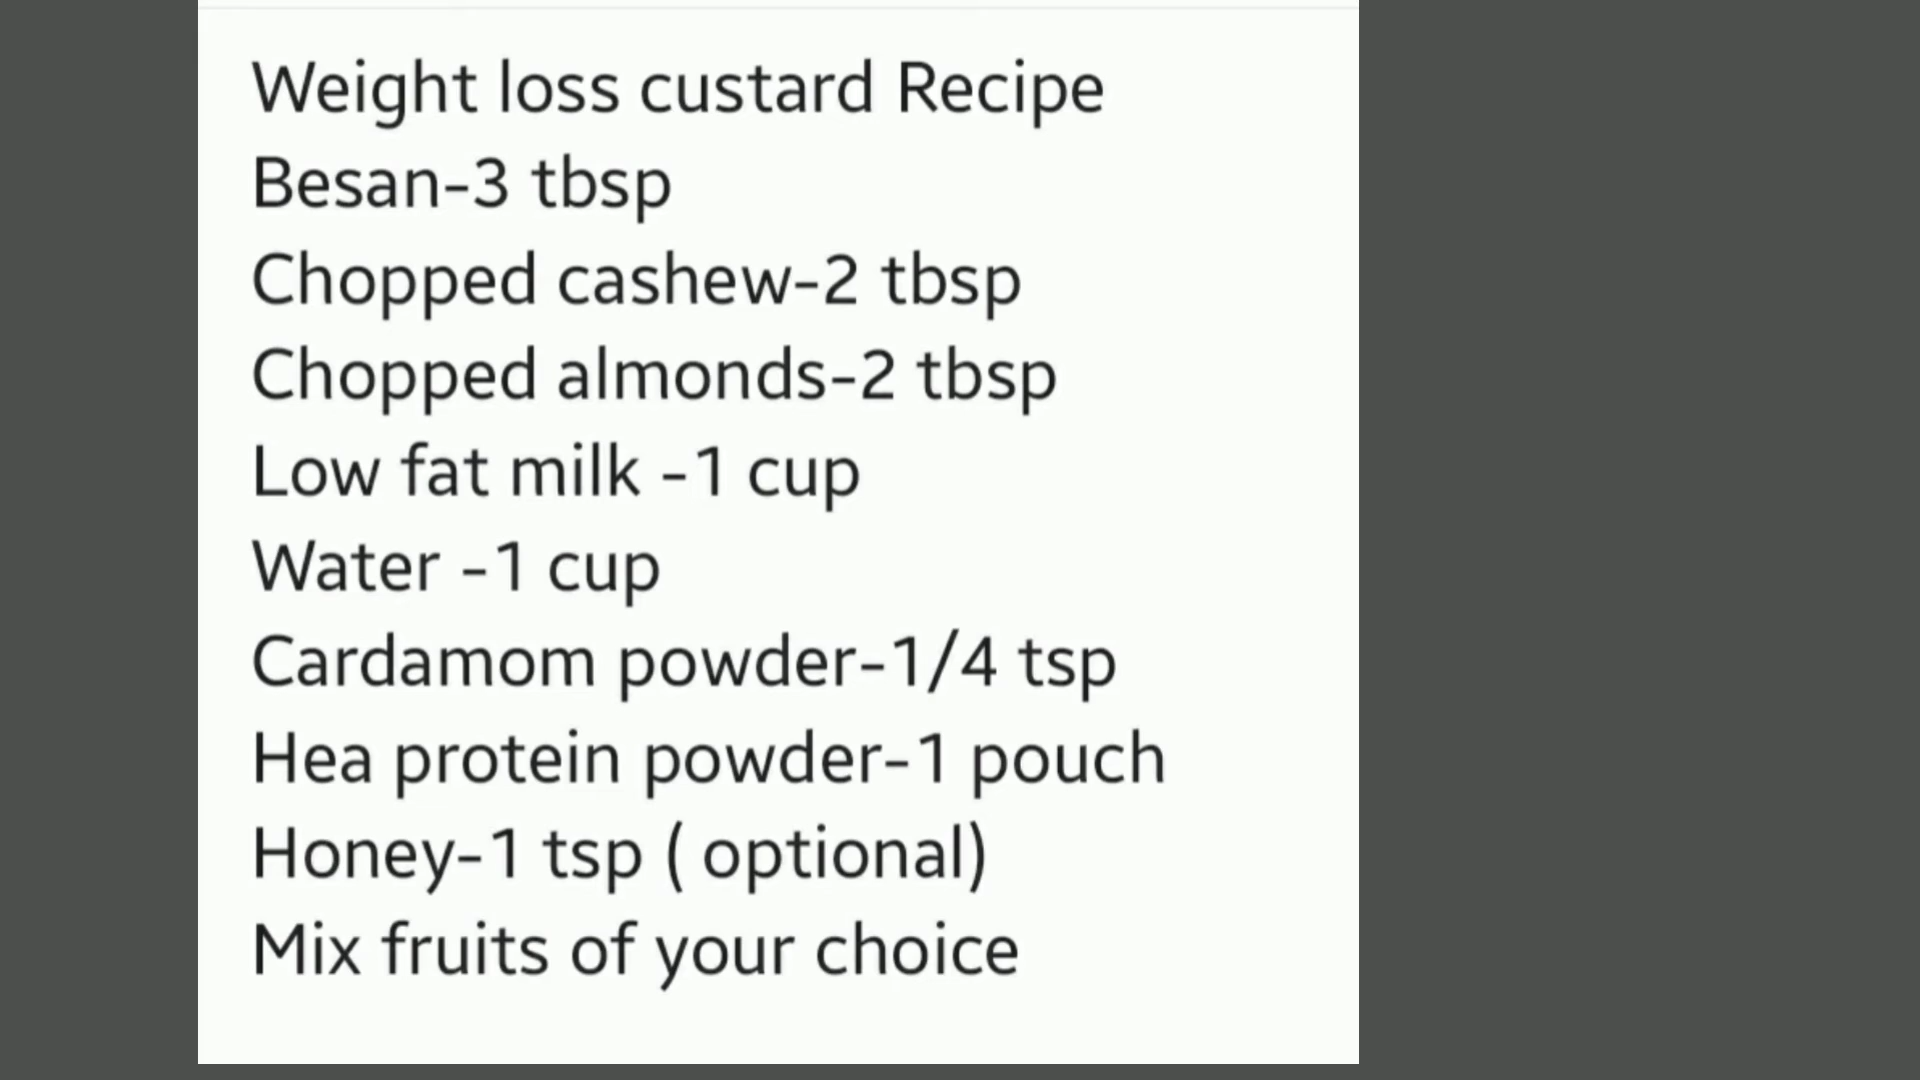 Weight loss custard Recipe
Besan-3 tbsp
Chopped cashew-2 tbsp
Chopped almonds-2 tbsp
Low fat milk -1 cup
Water -1 cup
Cardamom powder-1/4 tsp
Hea protein powder-1 pouch
Honey-1 tsp ( optional)
Mix fruits of your choice